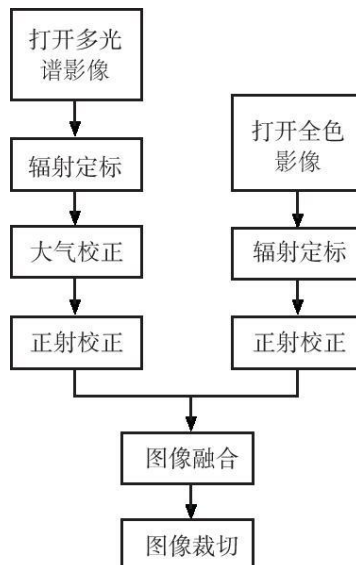 打开多光
谱影像
辐射定标
大气校正
正射校正
打开全色
影像
辐射定标
正射校正
图像融合
图像裁切